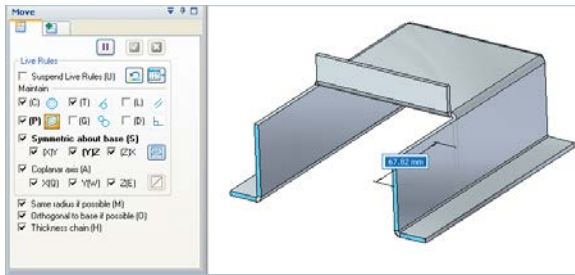 Move
Live Rules
Suspend Live Rules (U)
Maintain
(C) (T) (L)
(P) (G) (D)
Symmetric about base (S)
(X)Y (Y)Z (Z)X
Coplanar axis (A)
X(Q) Y(W) Z(E)
Same radius if possible (M)
Orthogonal to base if possible (O)
Thickness chain (H)
67.82 mm